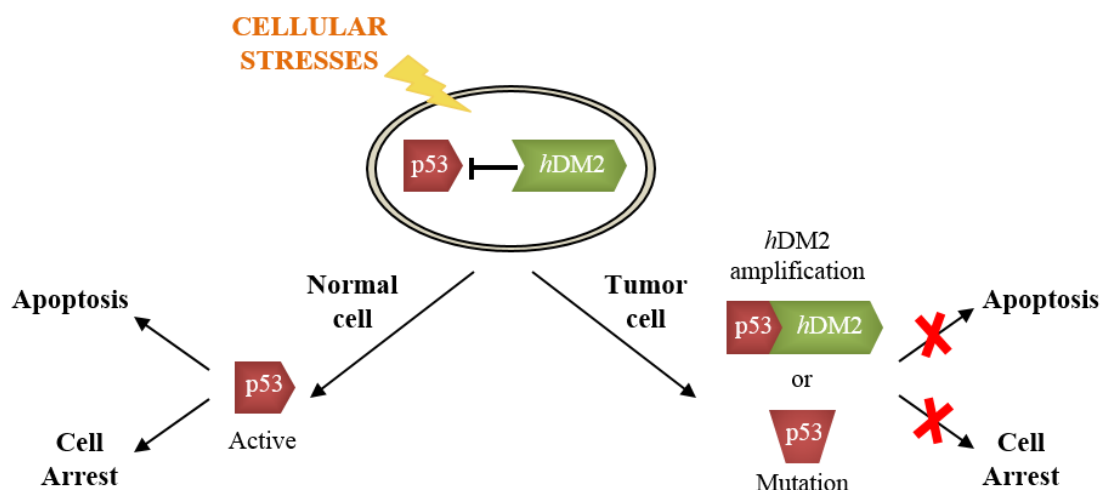 CELLULAR
STRESSES
p53
hDM2
Normal
cell
Tumor
cell
Apoptosis
p53
Active
Cell
Arrest
hDM2
amplification
p53 hDM2
or
p53
Mutation
Apoptosis
Cell
Arrest